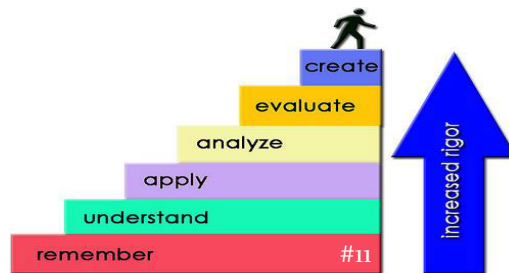 create
evaluate
analyze
apply
understand
remember #11
increased rigor